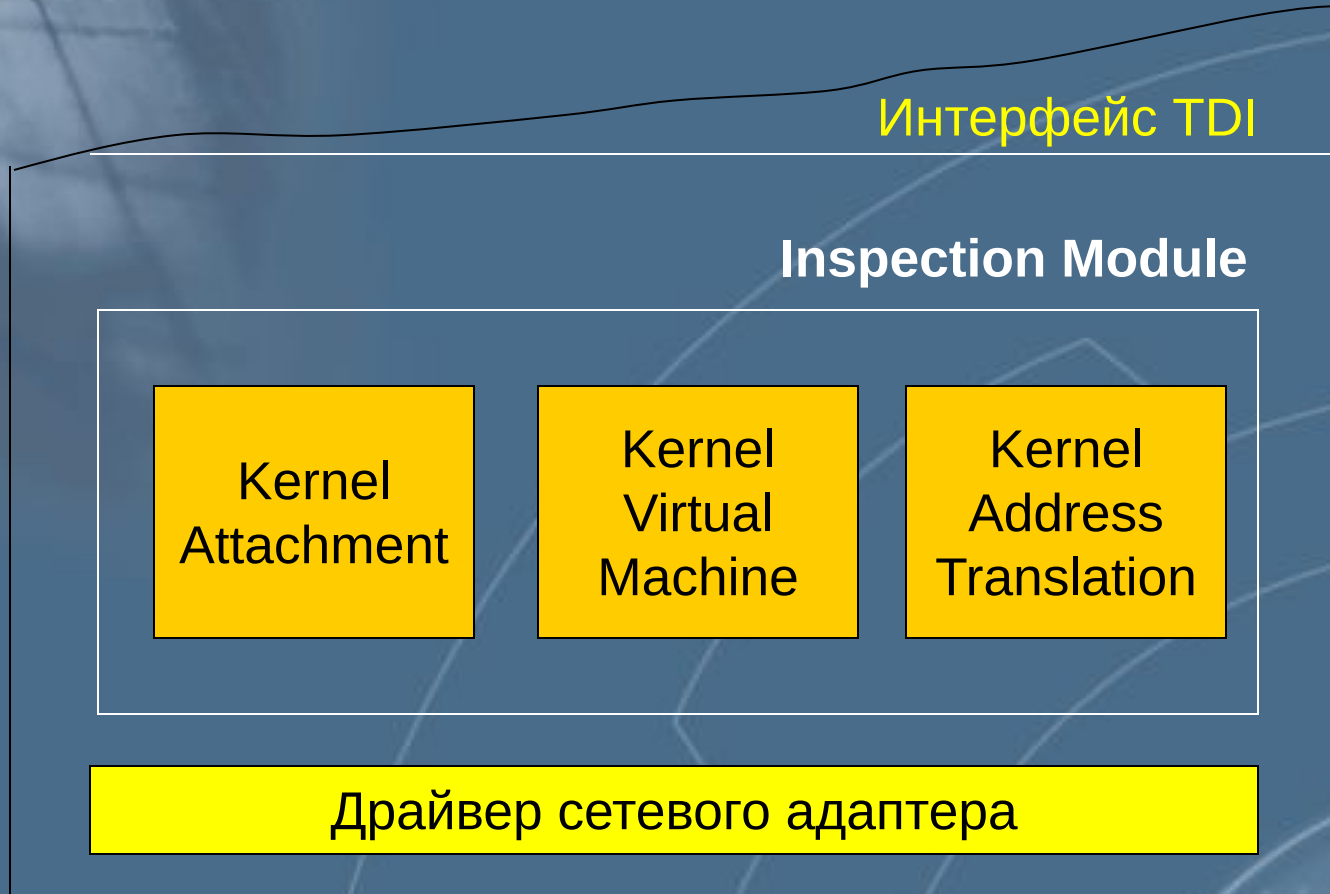 Интерфейс TDI
Inspection Module
Kernel
Attachment
Kernel
Virtual
Machine
Kernel
Address
Translation
Драйвер сетевого адаптера